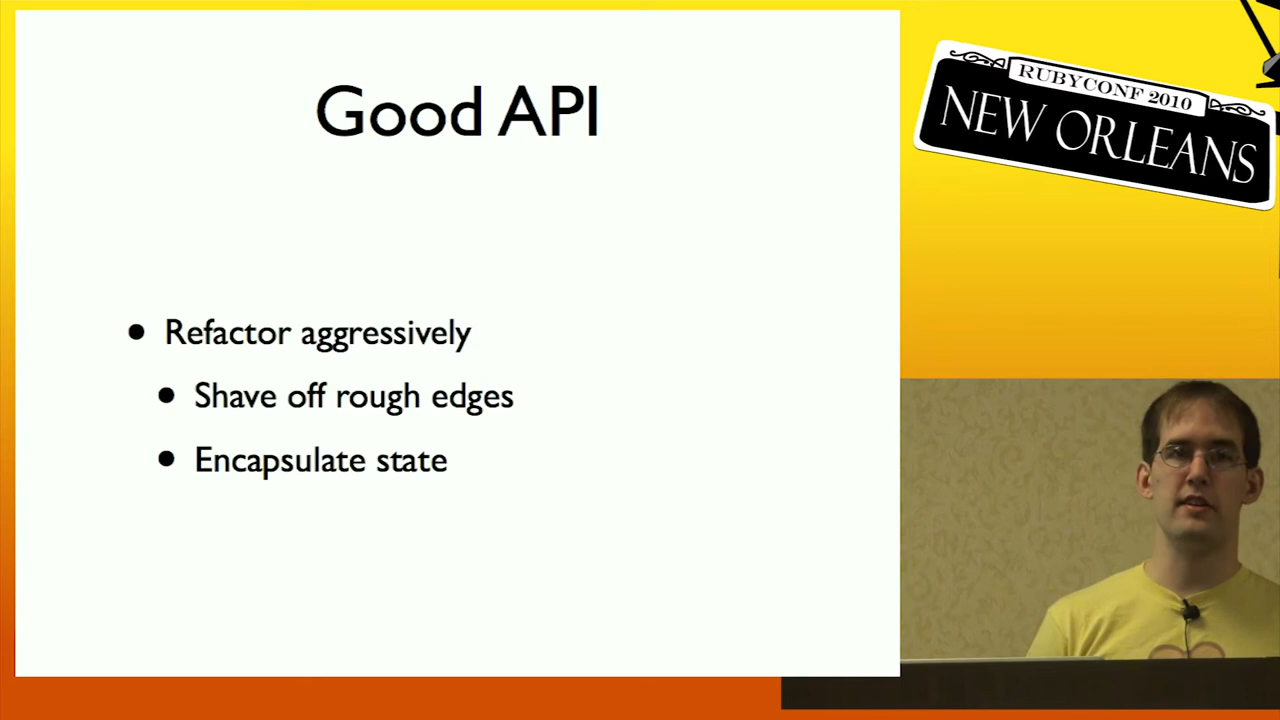 Good API
• Refactor aggressively
• Shave off rough edges
• Encapsulate state
RUBYCONF 2010
NEW ORLEANS